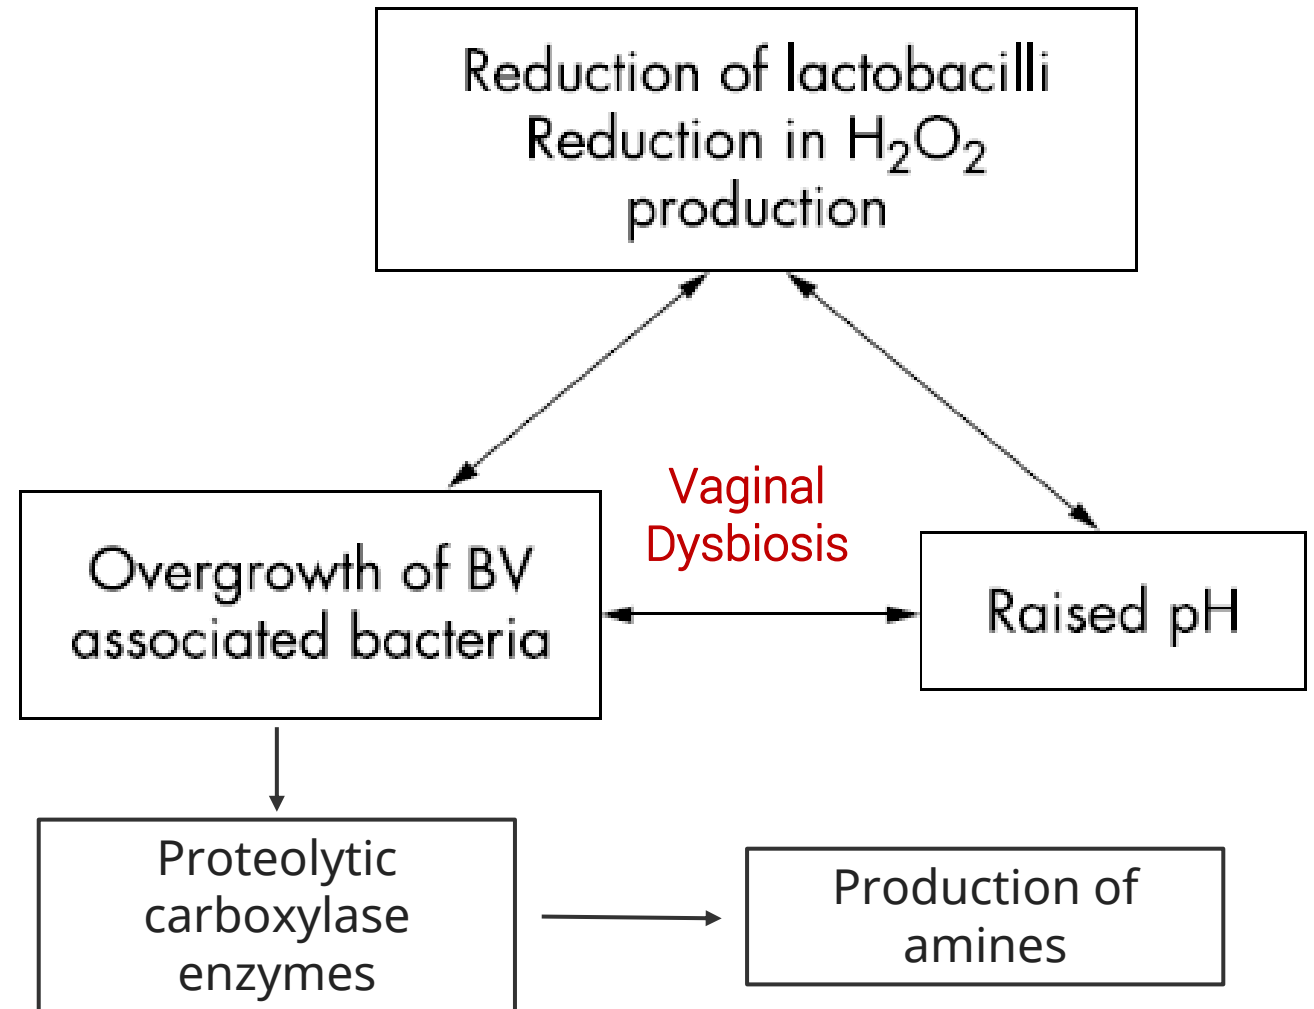 Reduction of lactobacilli
Reduction in H₂O₂
production
Vaginal
Dysbiosis
Overgrowth of BV
associated bacteria
Raised pH
Proteolytic
carboxylase
enzymes
Production of
amines